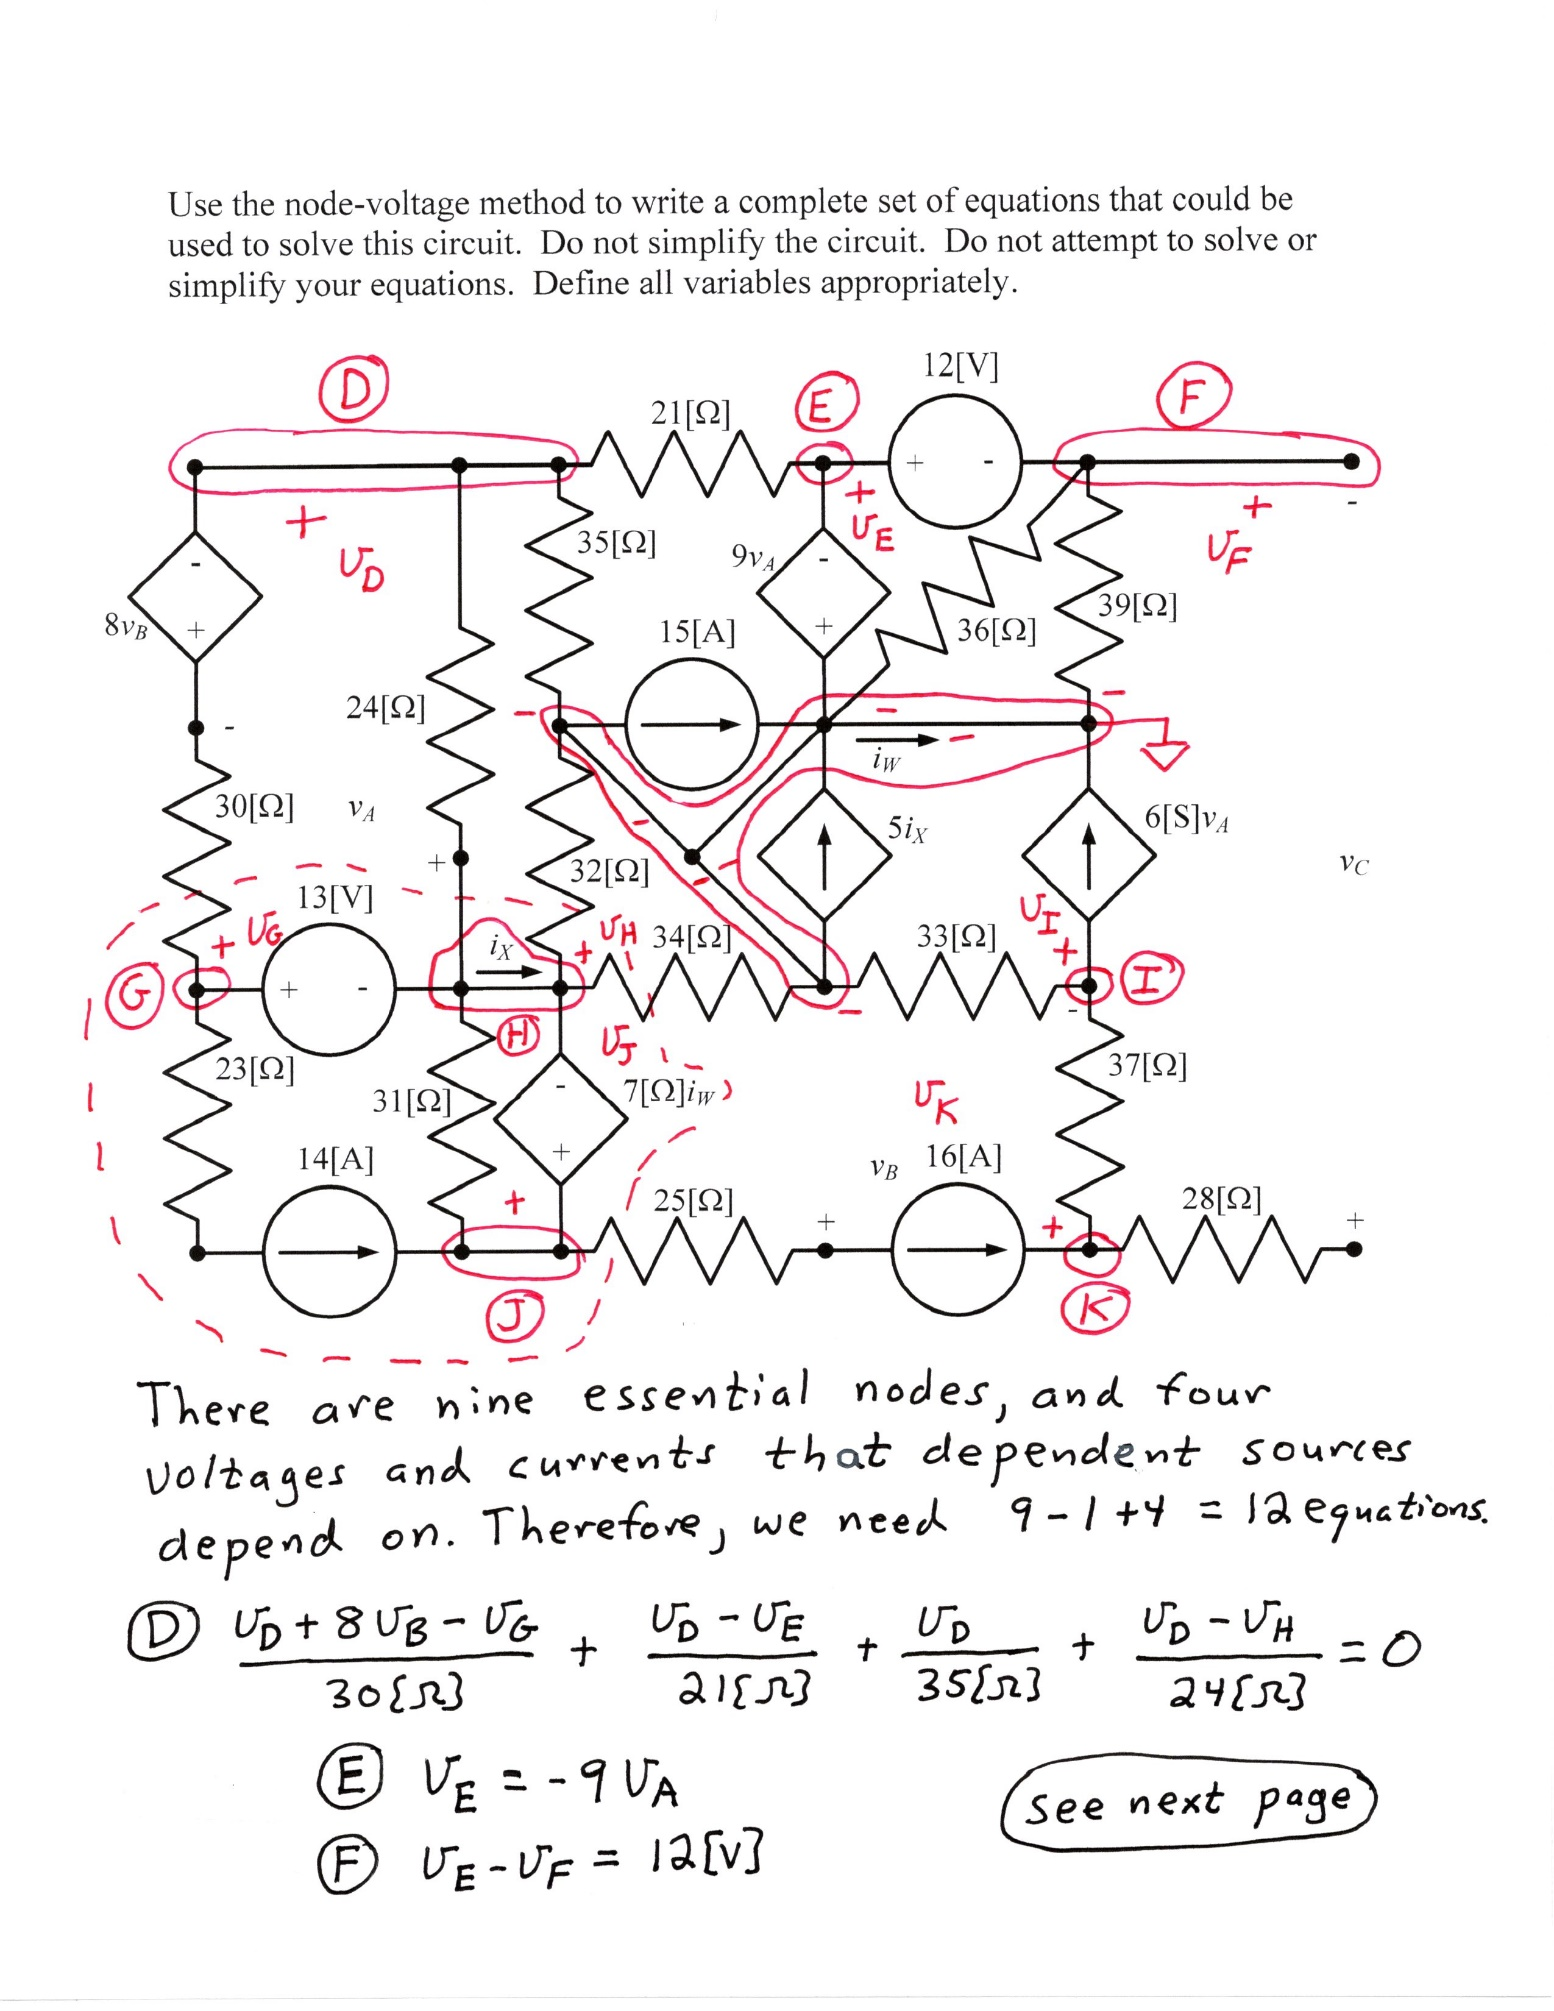 Use the node-voltage method to write a complete set of equations that could be
used to solve this circuit. Do not simplify the circuit. Do not attempt to solve or
simplify your equations. Define all variables appropriately.
D
E
12[V]
F
21[Ω]
+ -
+ vD
+ vE
+ vF
-
35[Ω]
9vA
-
+
39[Ω]
8vB
-
+
15[A]
36[Ω]
24[Ω]
-
-
-
-
iW
-
30[Ω]
vA
5iX
6[S]vA
-
+
32[Ω]
-
-
vC
13[V]
+ vG
iX
+ vH
34[Ω]
33[Ω]
vI
+
G
+ -
I
H
-
-
vJ
23[Ω]
31[Ω]
-
+
7[Ω]iW
37[Ω]
vK
14[A]
vB
16[A]
+
25[Ω]
+
+
28[Ω]
+
J
K
There are nine essential nodes, and four
voltages and currents that dependent sources
depend on. Therefore, we need 9-1+4 = 12 equations.
D (vD + 8vB - vG)/30[Ω] + (vD - vE)/21[Ω] + vD/35[Ω] + (vD - vH)/24[Ω] = 0
E vE = -9vA
F vE - vF = 12[V]
see next page